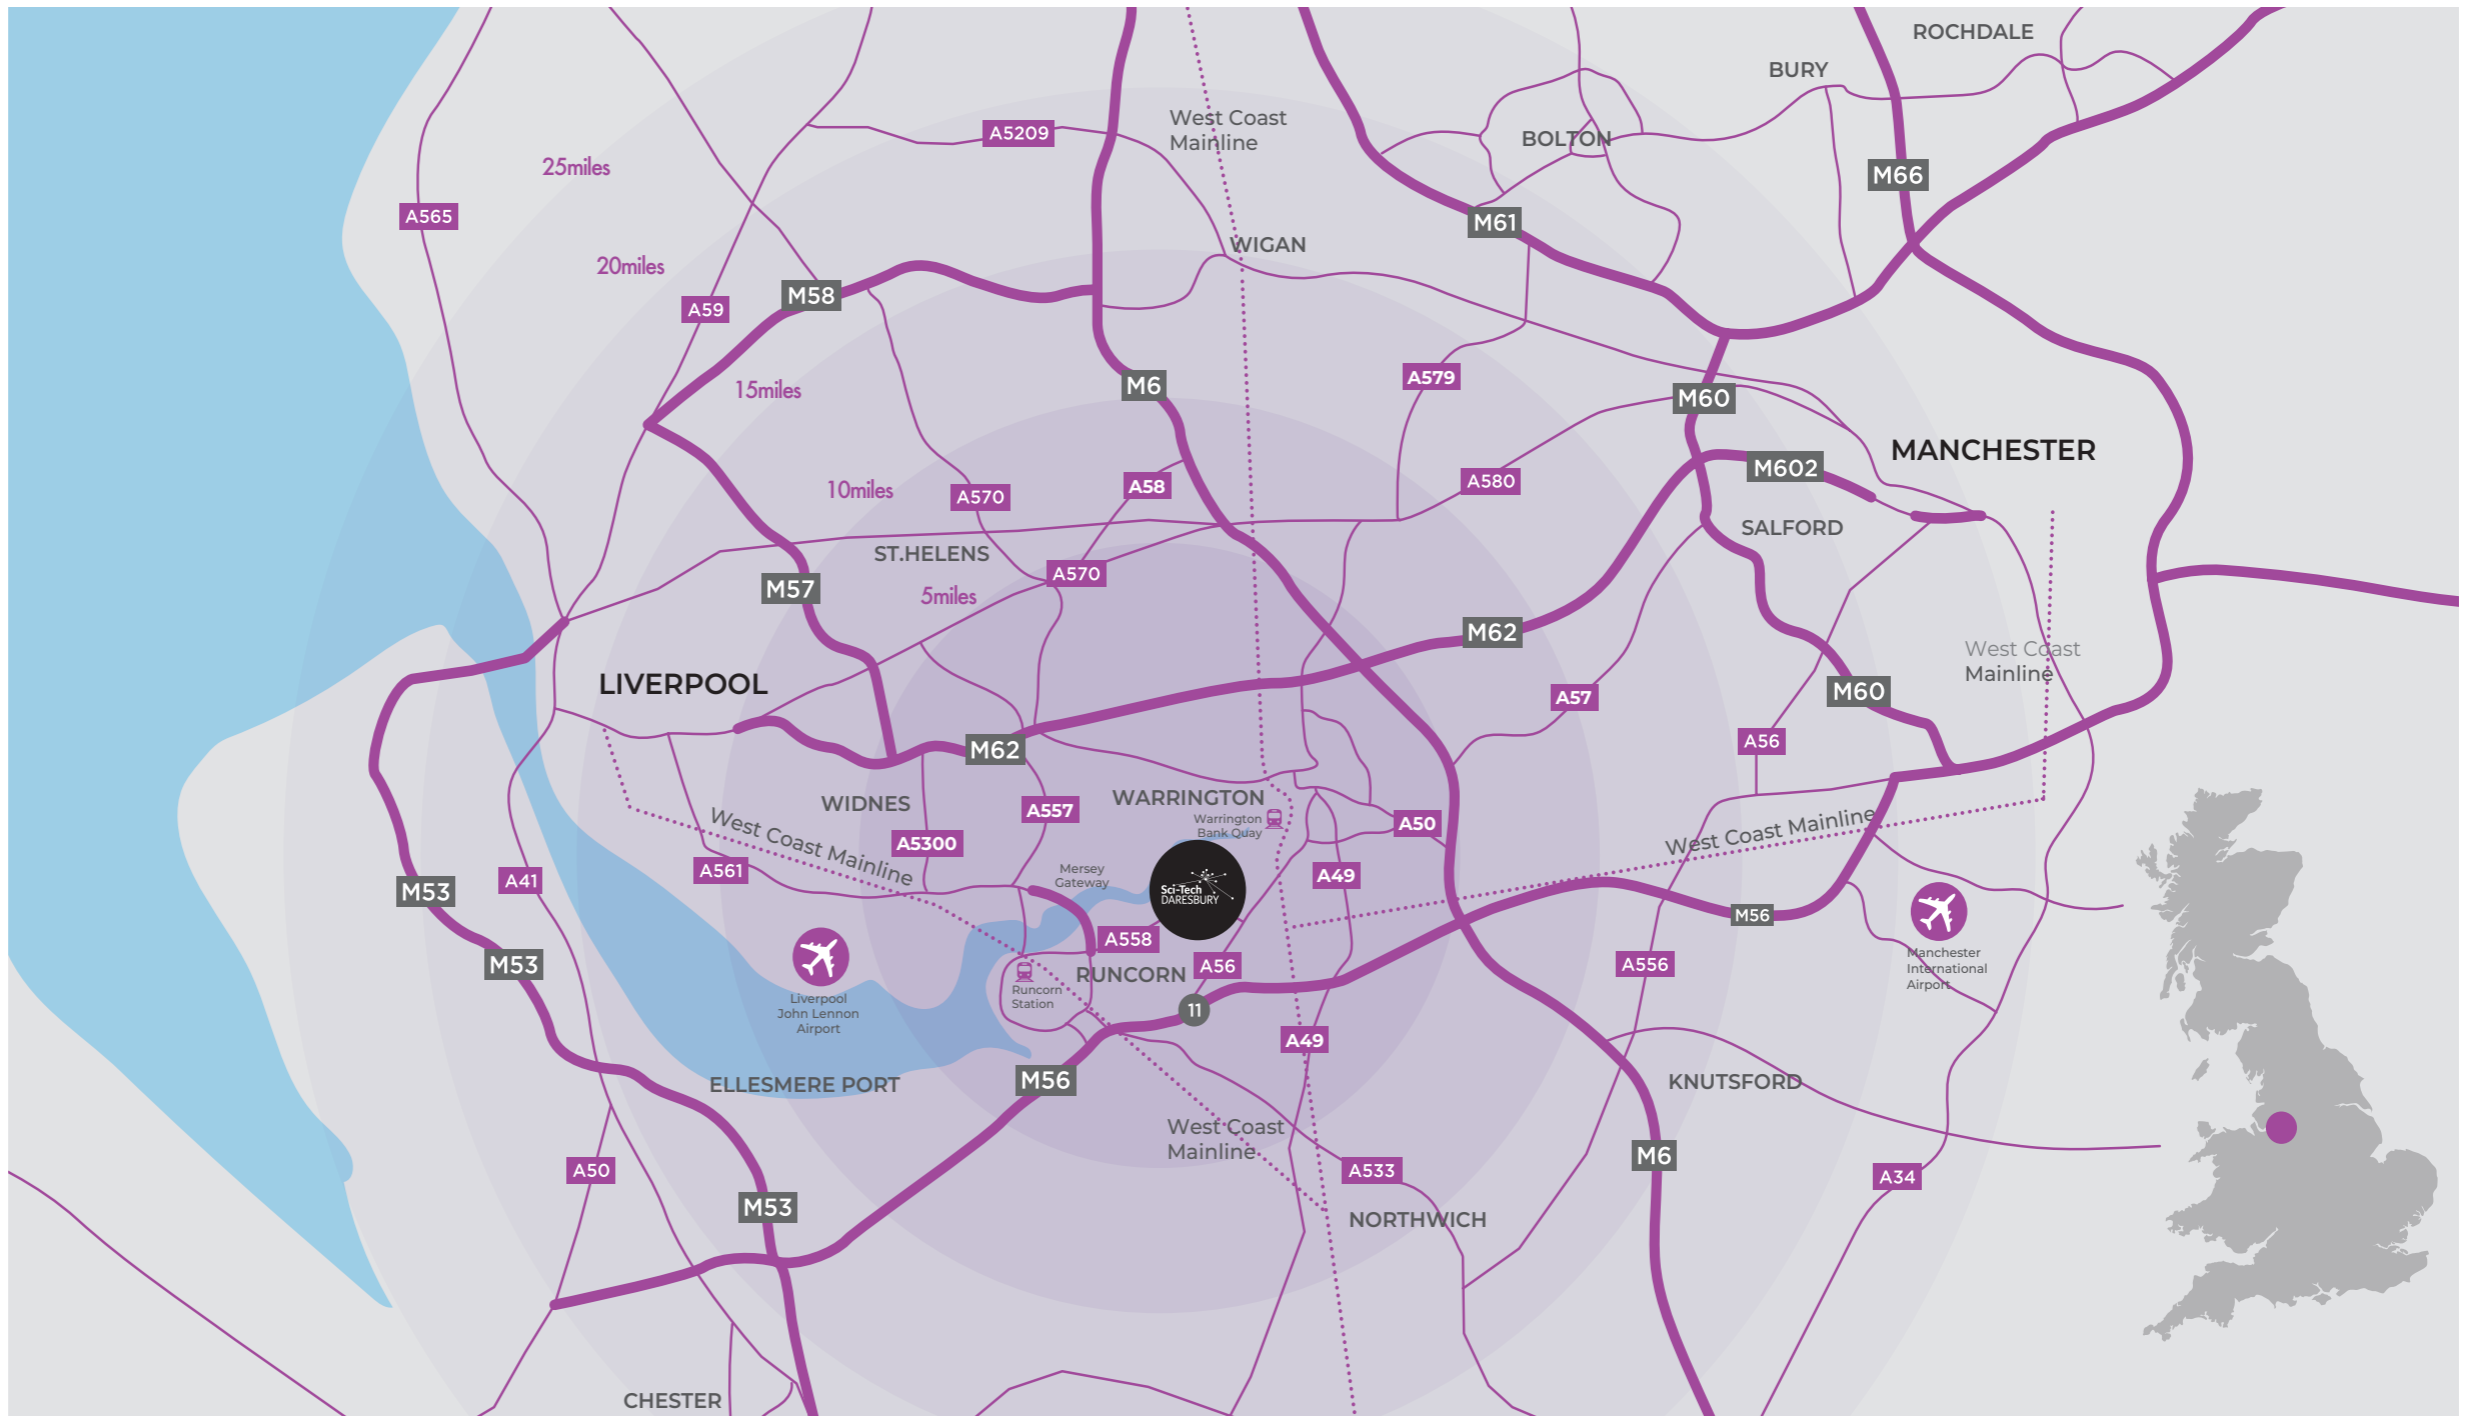 ROCHDALE
BURY
West Coast
Mainline
A5209
BOLTON
25miles
M66
A565
M61
WIGAN
20miles
M58
A59
M6
A579
15miles
M60
MANCHESTER
M602
A580
10miles
A570
A58
SALFORD
ST.HELENS
A570
M57
5miles
M62
West Coast
Mainline
LIVERPOOL
A57
M60
A56
M62
WIDNES
A557
WARRINGTON
Warrington
Bank Quay
A50
West Coast Mainline
West Coast Mainline
A5300
A561
Mersey
Gateway
A49
A41
M53
Sci-Tech
DARESBURY
M56
A558
M53
A56
A556
RUNCORN
Manchester
International
Airport
Runcorn
Station
Liverpool
John Lennon
Airport
11
A49
M56
ELLESMERE PORT
KNUTSFORD
West Coast
Mainline
M6
A50
A533
A34
M53
NORTHWICH
CHESTER